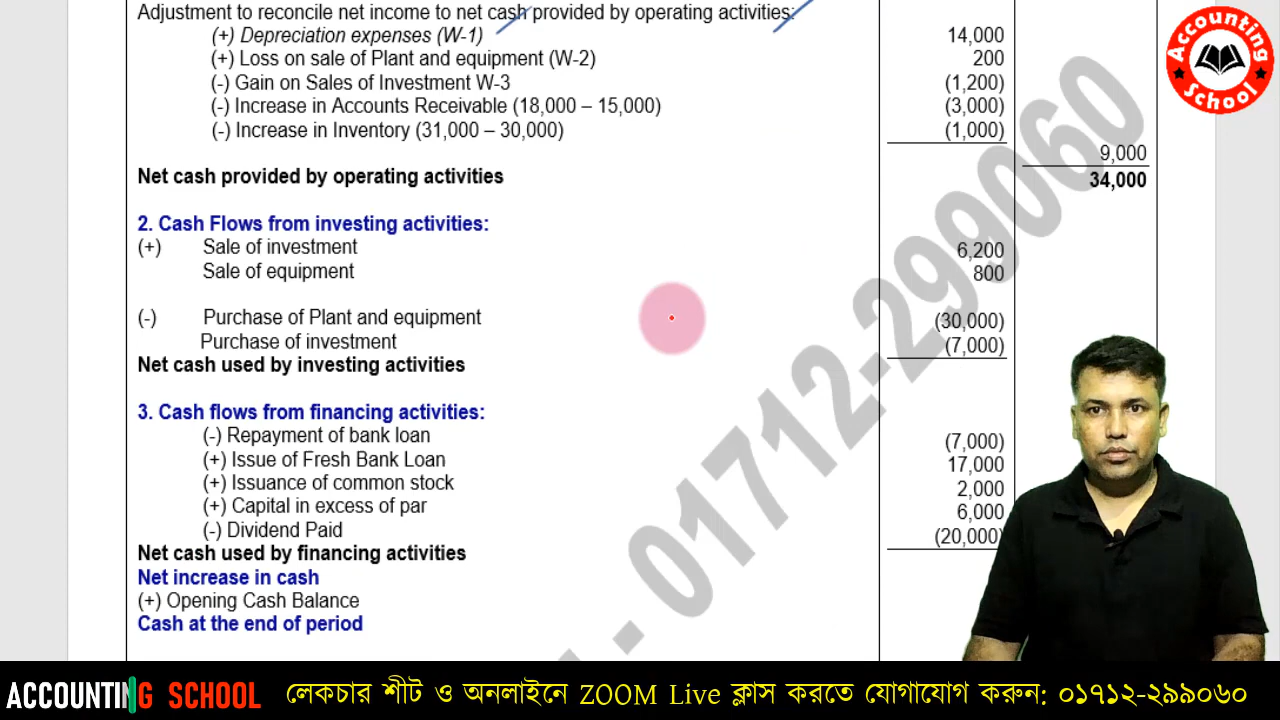 Adjustment to reconcile net income to net cash provided by operating activities:
(+) Depreciation expenses (W-1) 14,000
(+) Loss on sale of Plant and equipment (W-2) 200
(-) Gain on Sales of Investment W-3 (1,200)
(-) Increase in Accounts Receivable (18,000 – 15,000) (3,000)
(-) Increase in Inventory (31,000 – 30,000) (1,000)
9,000
Net cash provided by operating activities 34,000
2. Cash Flows from investing activities:
(+) Sale of investment 6,200
Sale of equipment 800
(-) Purchase of Plant and equipment (30,000)
Purchase of investment (7,000)
Net cash used by investing activities
3. Cash flows from financing activities:
(-) Repayment of bank loan (7,000)
(+) Issue of Fresh Bank Loan 17,000
(+) Issuance of common stock 2,000
(+) Capital in excess of par 6,000
(-) Dividend Paid (20,000)
Net cash used by financing activities
Net increase in cash
(+) Opening Cash Balance
Cash at the end of period
- 01712-299060
Accounting School
ACCOUNTING SCHOOL লেকচার শীট ও অনলাইনে ZOOM Live ক্লাস করতে যোগাযোগ করুন: ০১৭১২-২৯৯০৬০